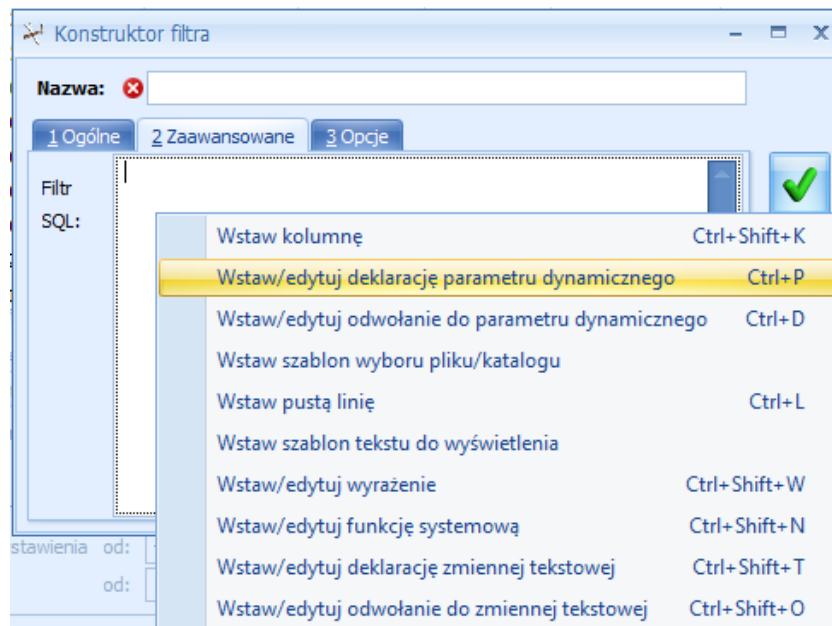 Konstruktor filtra
Nazwa:
1 Ogólne 2 Zaawansowane 3 Opcje
Filtr
SQL:
Wstaw kolumnę Ctrl+Shift+K
Wstaw/edytuj deklarację parametru dynamicznego Ctrl+P
Wstaw/edytuj odwołanie do parametru dynamicznego Ctrl+D
Wstaw szablon wyboru pliku/katalogu
Wstaw pustą linię Ctrl+L
Wstaw szablon tekstu do wyświetlenia
Wstaw/edytuj wyrażenie Ctrl+Shift+W
Wstaw/edytuj funkcję systemową Ctrl+Shift+N
stawienia od:
Wstaw/edytuj deklarację zmiennej tekstowej Ctrl+Shift+T
od:
Wstaw/edytuj odwołanie do zmiennej tekstowej Ctrl+Shift+O